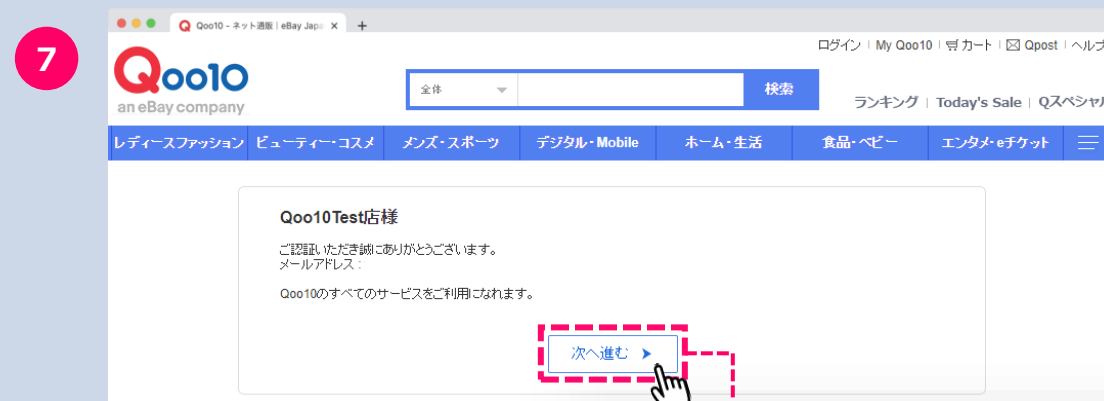 7
Qoo10 - ネット通販 | eBay Japa
ログイン | My Qoo10 | カート | Qpost | ヘルプ
Qoo10
an eBay company
全体
検索
ランキング | Today's Sale | Qスペシャル
レディースファッション ビューティー・コスメ メンズ・スポーツ デジタル・Mobile ホーム・生活 食品・ベビー エンタメ・eチケット
Qoo10Test店様
ご認証いただき誠にありがとうございます。
メールアドレス :
Qoo10のすべてのサービスをご利用になれます。
次へ進む